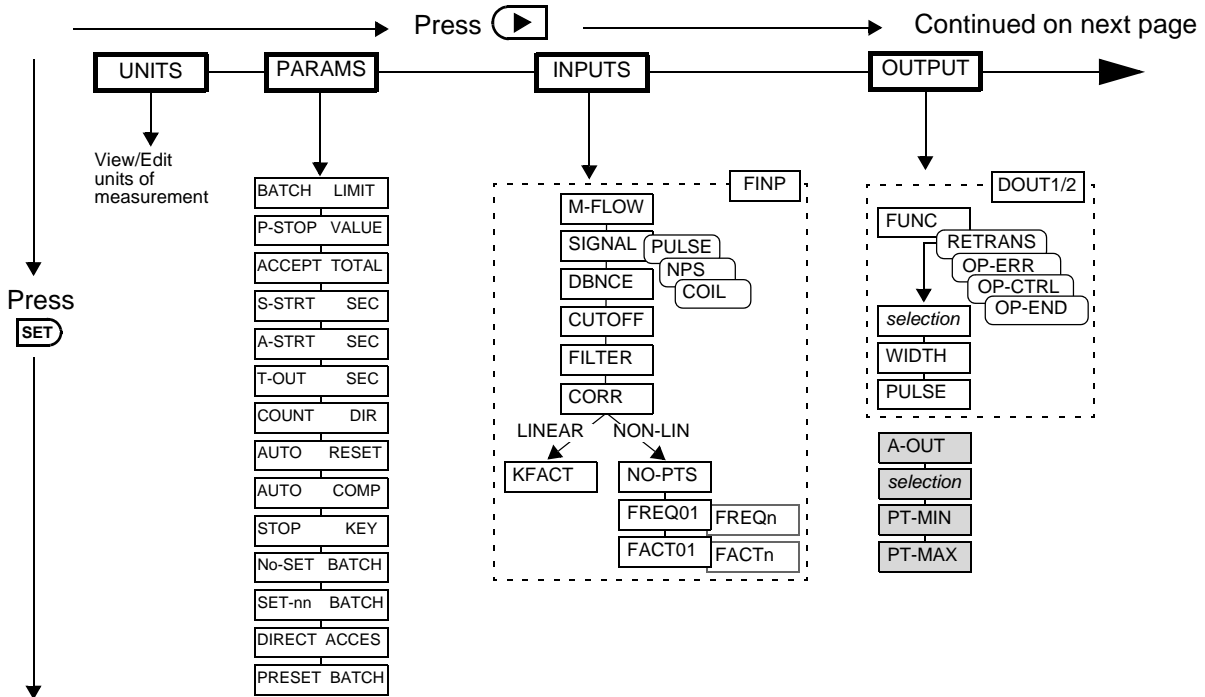 Press
Continued on next page
UNITS
PARAMS
INPUTS
OUTPUT
Press
SET
View/Edit
units of
measurement
BATCH LIMIT
P-STOP VALUE
ACCEPT TOTAL
S-STRT SEC
A-STRT SEC
T-OUT SEC
COUNT DIR
AUTO RESET
AUTO COMP
STOP KEY
No-SET BATCH
SET-nn BATCH
DIRECT ACCES
PRESET BATCH
FINP
M-FLOW
SIGNAL
PULSE
NPS
COIL
DBNCE
CUTOFF
FILTER
CORR
LINEAR
NON-LIN
KFACT
NO-PTS
FREQ01
FREQn
FACT01
FACTn
DOUT1/2
FUNC
RETRANS
OP-ERR
OP-CTRL
OP-END
selection
WIDTH
PULSE
A-OUT
selection
PT-MIN
PT-MAX